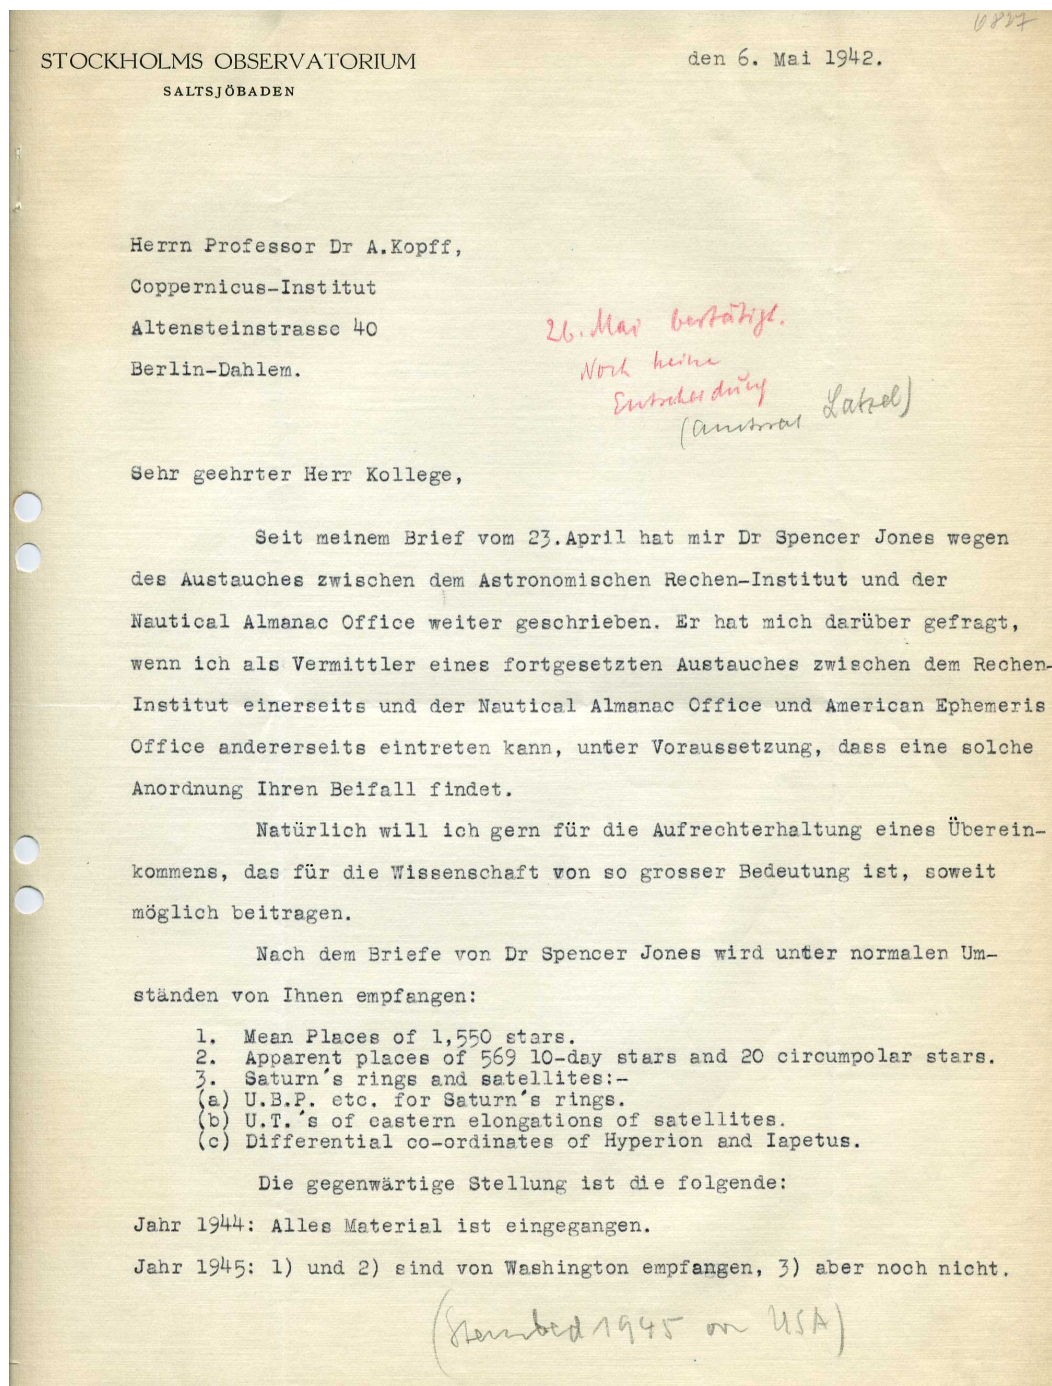 6827
STOCKHOLMS OBSERVATORIUM
SALTSJÖBADEN
den 6. Mai 1942.
Herrn Professor Dr A.Kopff,
Coppernicus-Institut
Altensteinstrasse 40
Berlin-Dahlem.
26. Mai bestätigt.
Noch keine
Entscheidung
(Amtsrat Latzel)
Sehr geehrter Herr Kollege,
Seit meinem Brief vom 23.April hat mir Dr Spencer Jones wegen
des Austauches zwischen dem Astronomischen Rechen-Institut und der
Nautical Almanac Office weiter geschrieben. Er hat mich darüber gefragt,
wenn ich als Vermittler eines fortgesetzten Austauches zwischen dem Rechen-
Institut einerseits und der Nautical Almanac Office und American Ephemeris
Office andererseits eintreten kann, unter Voraussetzung, dass eine solche
Anordnung Ihren Beifall findet.
Natürlich will ich gern für die Aufrechterhaltung eines Überein-
kommens, das für die Wissenschaft von so grosser Bedeutung ist, soweit
möglich beitragen.
Nach dem Briefe von Dr Spencer Jones wird unter normalen Um-
ständen von Ihnen empfangen:
1. Mean Places of 1,550 stars.
2. Apparent places of 569 10-day stars and 20 circumpolar stars.
3. Saturn's rings and satellites:-
(a) U.B.P. etc. for Saturn's rings.
(b) U.T.'s of eastern elongations of satellites.
(c) Differential co-ordinates of Hyperion and Iapetus.
Die gegenwärtige Stellung ist die folgende:
Jahr 1944: Alles Material ist eingegangen.
Jahr 1945: 1) und 2) sind von Washington empfangen, 3) aber noch nicht.
1945 USA)